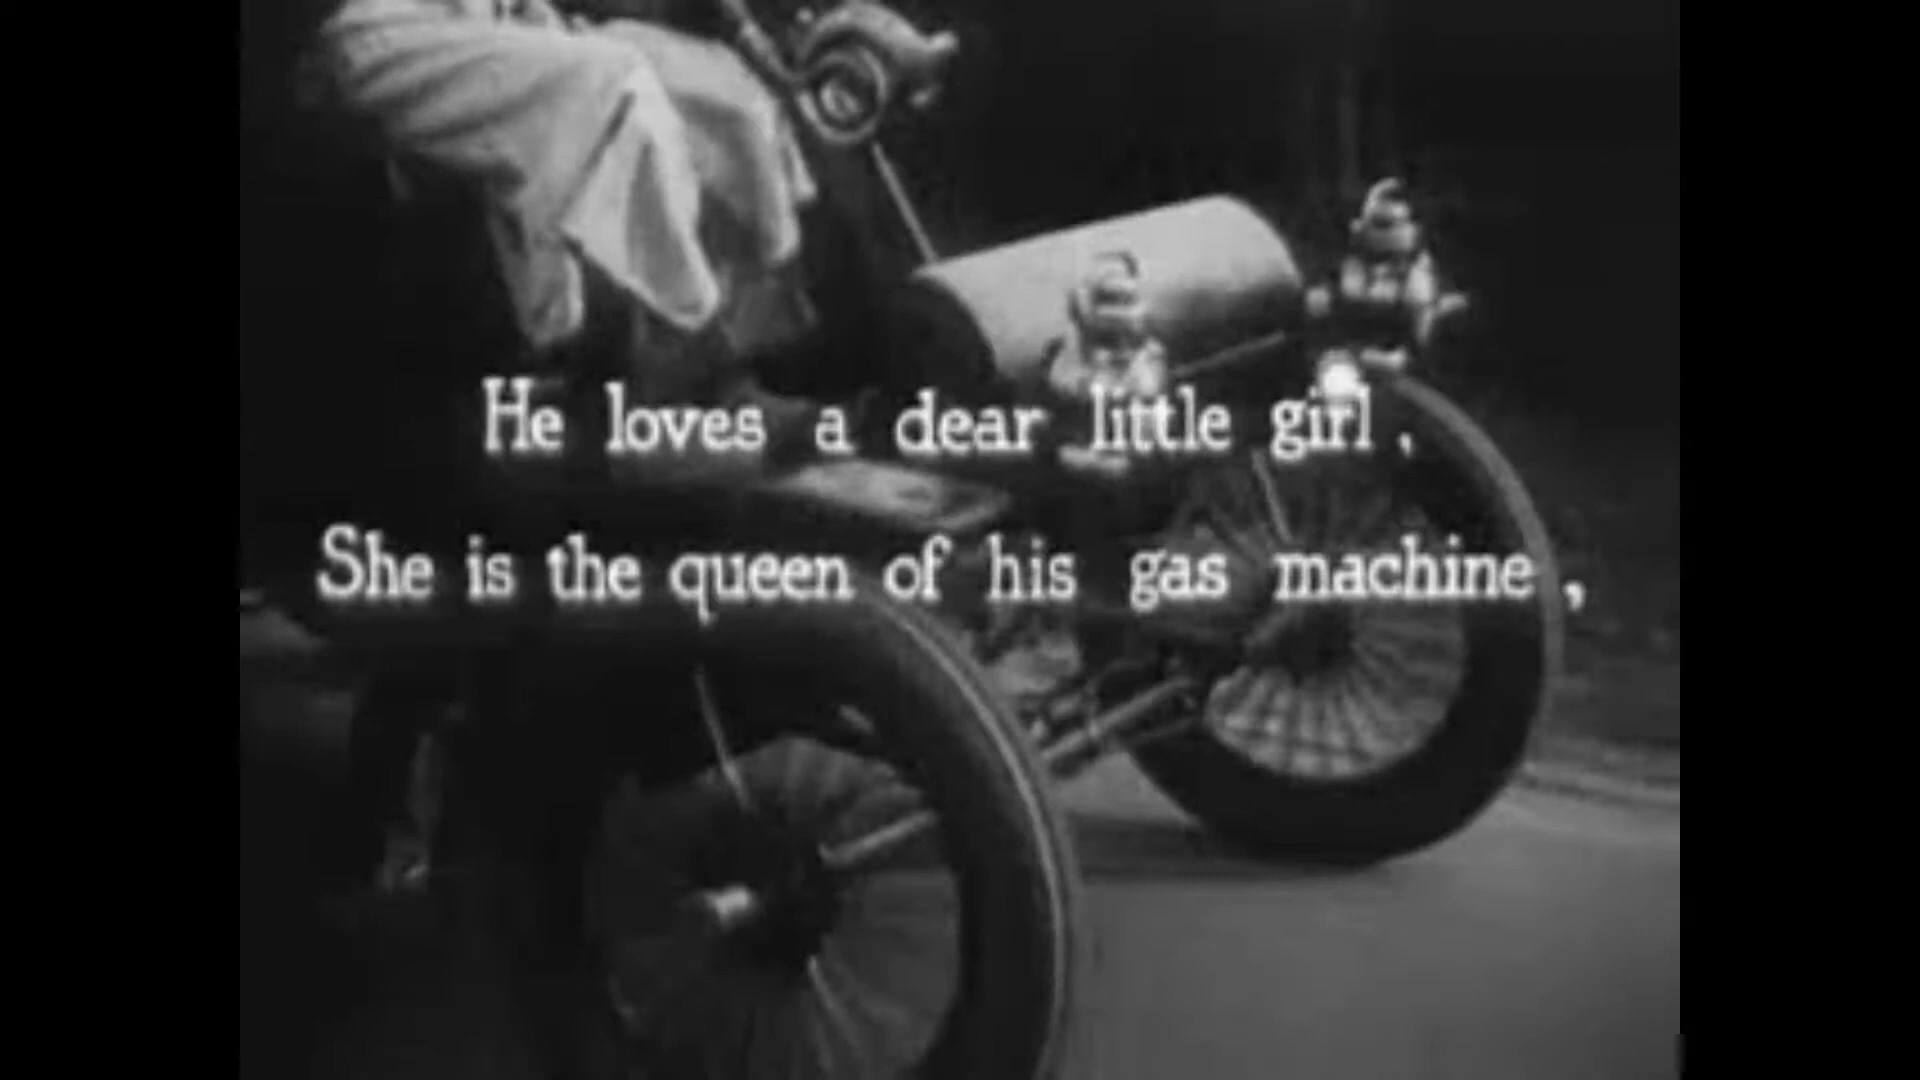 He loves a dear little girl,
She is the queen of his gas machine,